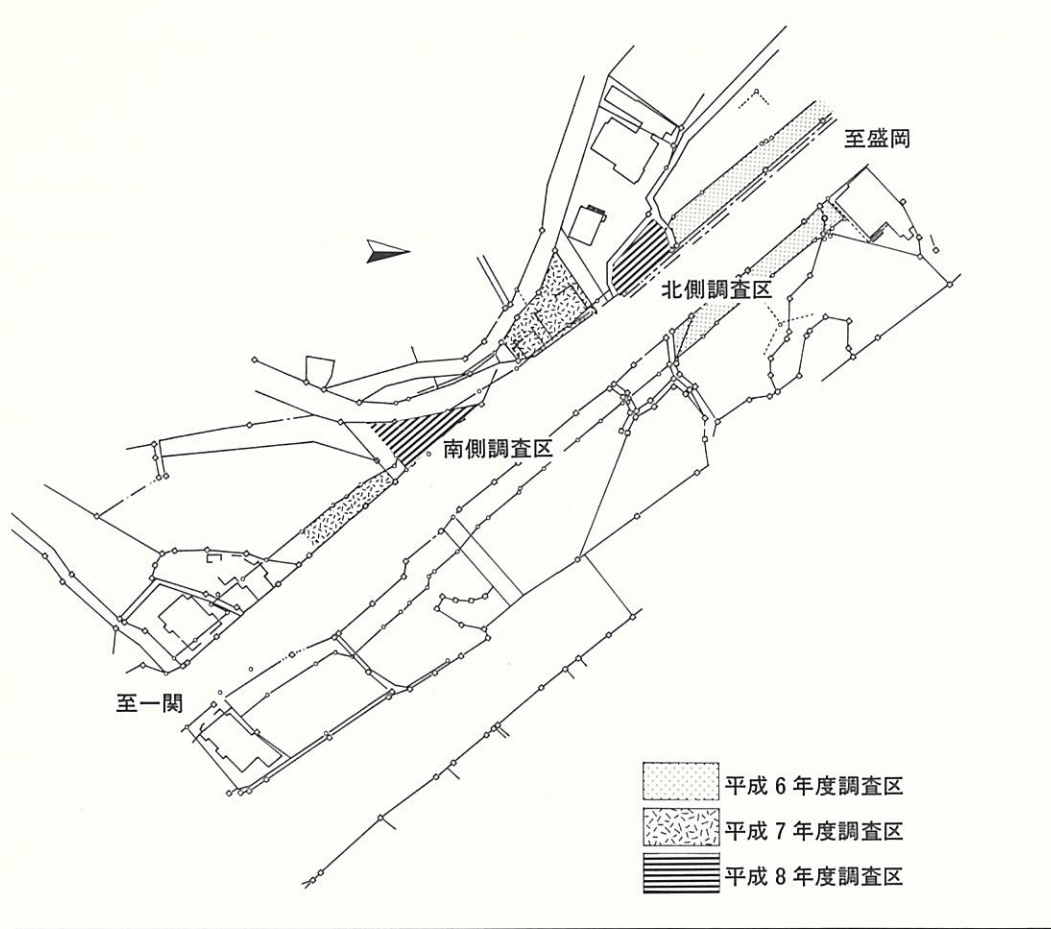 至盛岡
北側調査区
南側調査区
至一関
平成6年度調査区
平成7年度調査区
平成8年度調査区